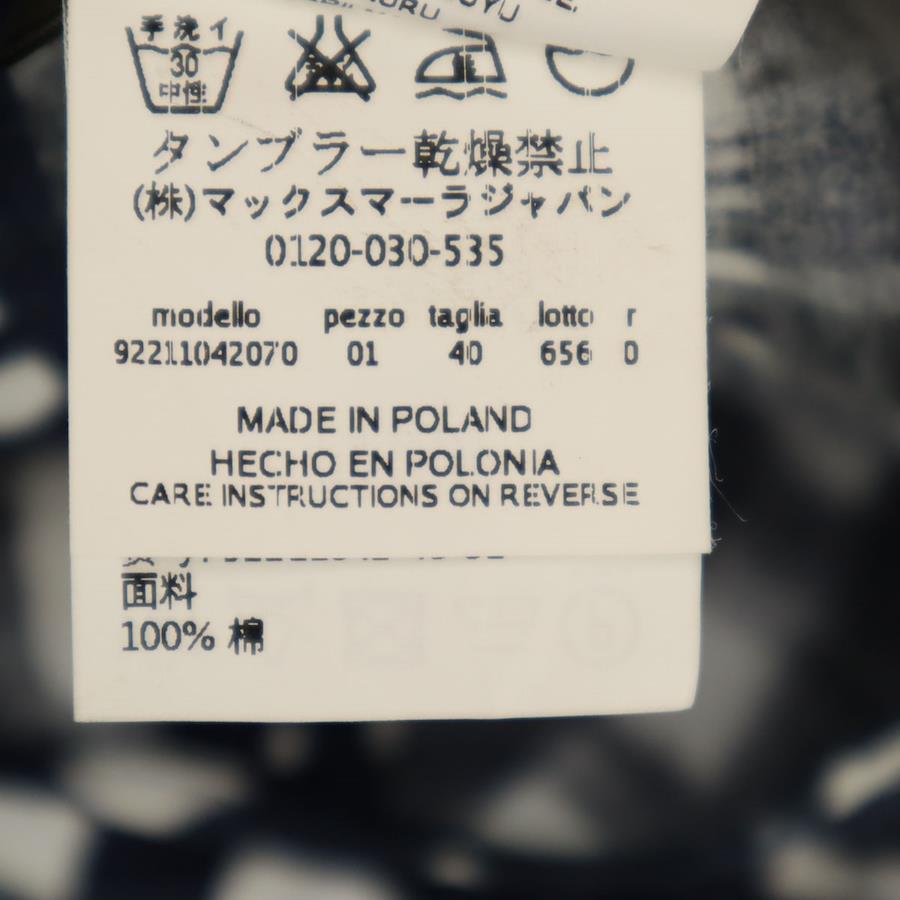 手洗イ
30
中性
タンブラー乾燥禁止
(株)マックスマーラジャパン
0120-030-535
modello pezzo taglia lotto r
92211042070 01 40 656 0
MADE IN POLAND
HECHO EN POLONIA
CARE INSTRUCTIONS ON REVERSE
面料
100% 棉